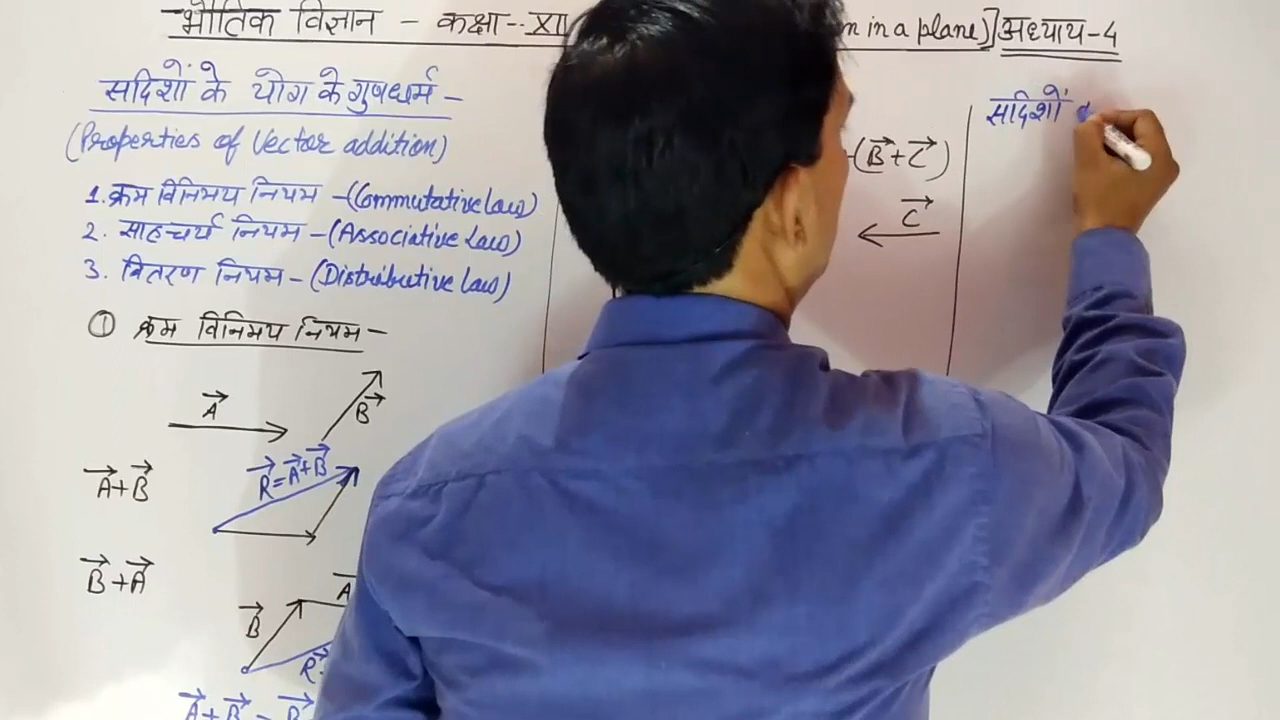 भौतिक विज्ञान - कक्षा--XI
in a plane)] अध्याय-4
सदिशों के योग के गुणधर्म -
(Properties of Vector addition)
1. क्रम विनिमय नियम -(Commutative law)
2. साहचर्य नियम -(Associative Law)
3. वितरण नियम -(Distributive law)
① क्रम विनिमय नियम -
A⃗
B⃗
A⃗+B⃗
R⃗=A⃗+B⃗
B⃗+A⃗
B⃗
A
R⃗
A⃗+B⃗ = R⃗
(B⃗+C⃗)
C⃗
सदिशों